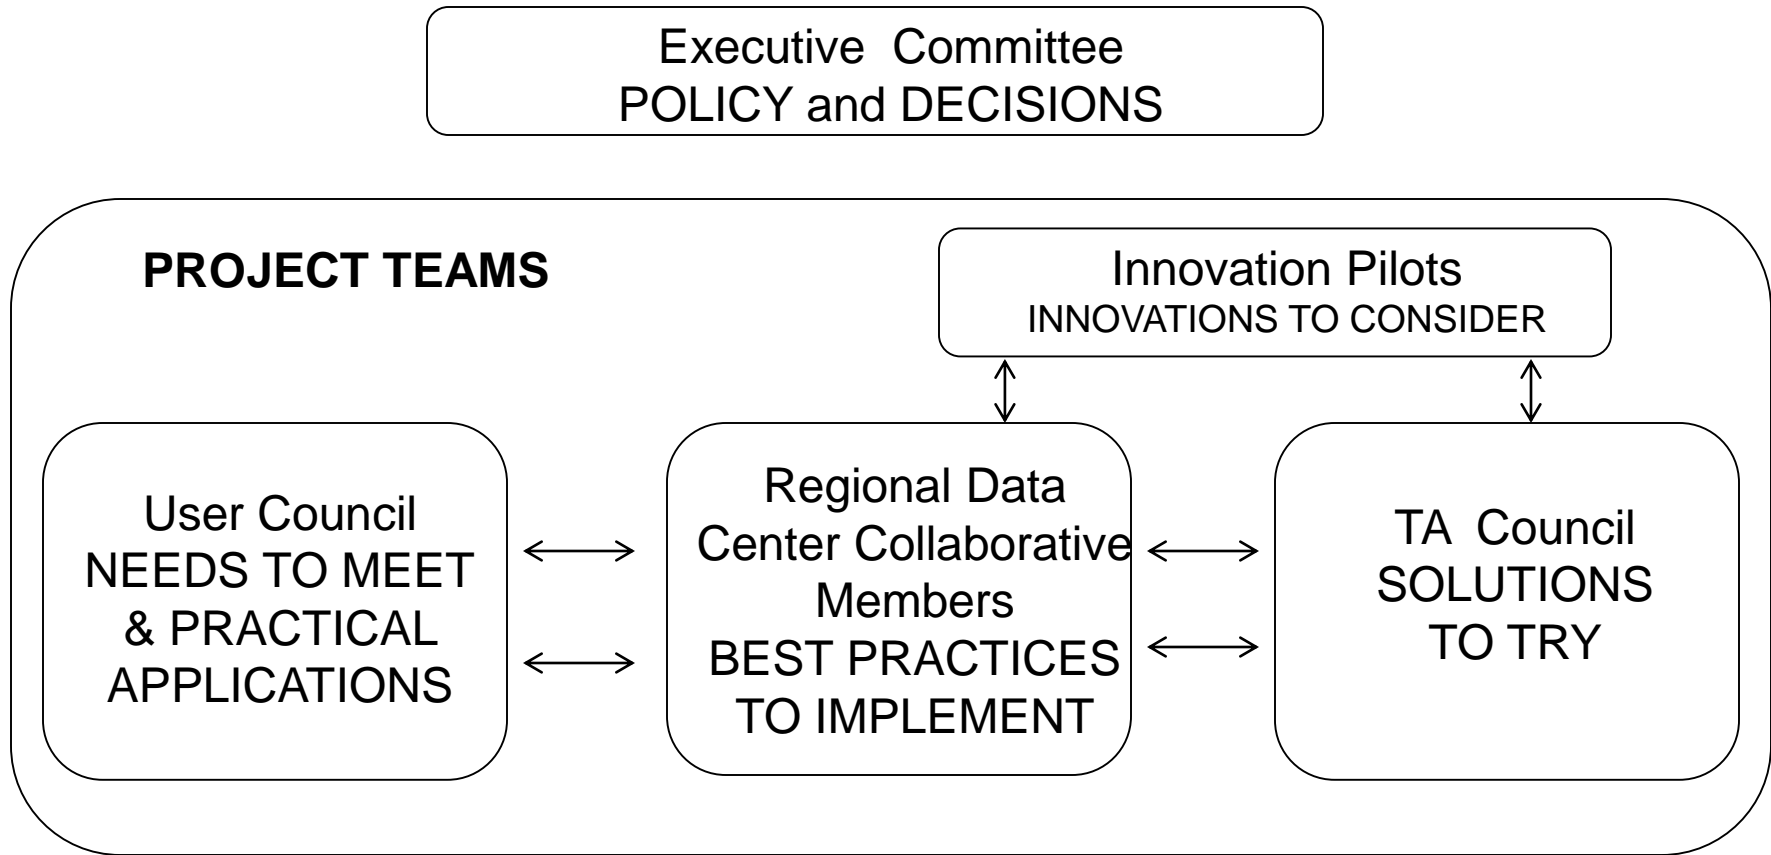 Executive Committee
POLICY and DECISIONS
PROJECT TEAMS
Innovation Pilots
INNOVATIONS TO CONSIDER
User Council
NEEDS TO MEET
& PRACTICAL
APPLICATIONS
Regional Data
Center Collaborative
Members
BEST PRACTICES
TO IMPLEMENT
TA Council
SOLUTIONS
TO TRY